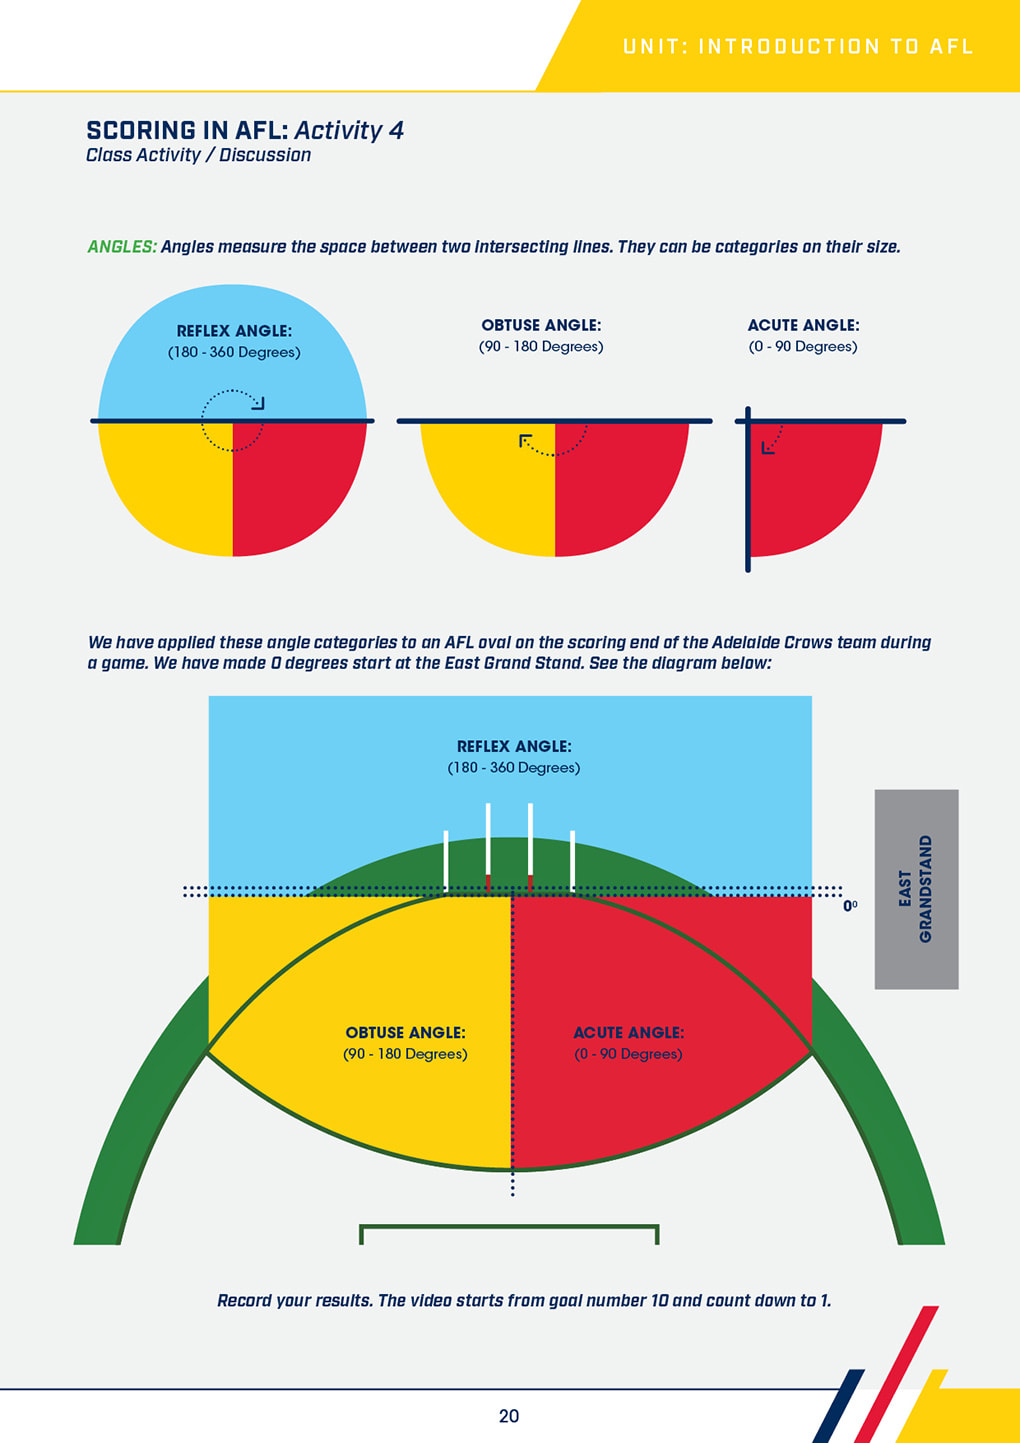 UNIT: INTRODUCTION TO AFL
SCORING IN AFL: Activity 4
Class Activity / Discussion
ANGLES: Angles measure the space between two intersecting lines. They can be categories on their size.
REFLEX ANGLE:
(180 - 360 Degrees)
OBTUSE ANGLE:
(90 - 180 Degrees)
ACUTE ANGLE:
(0 - 90 Degrees)
We have applied these angle categories to an AFL oval on the scoring end of the Adelaide Crows team during
a game. We have made 0 degrees start at the East Grand Stand. See the diagram below:
REFLEX ANGLE:
(180 - 360 Degrees)
0º
EAST
GRANDSTAND
OBTUSE ANGLE:
(90 - 180 Degrees)
ACUTE ANGLE:
(0 - 90 Degrees)
Record your results. The video starts from goal number 10 and count down to 1.
20